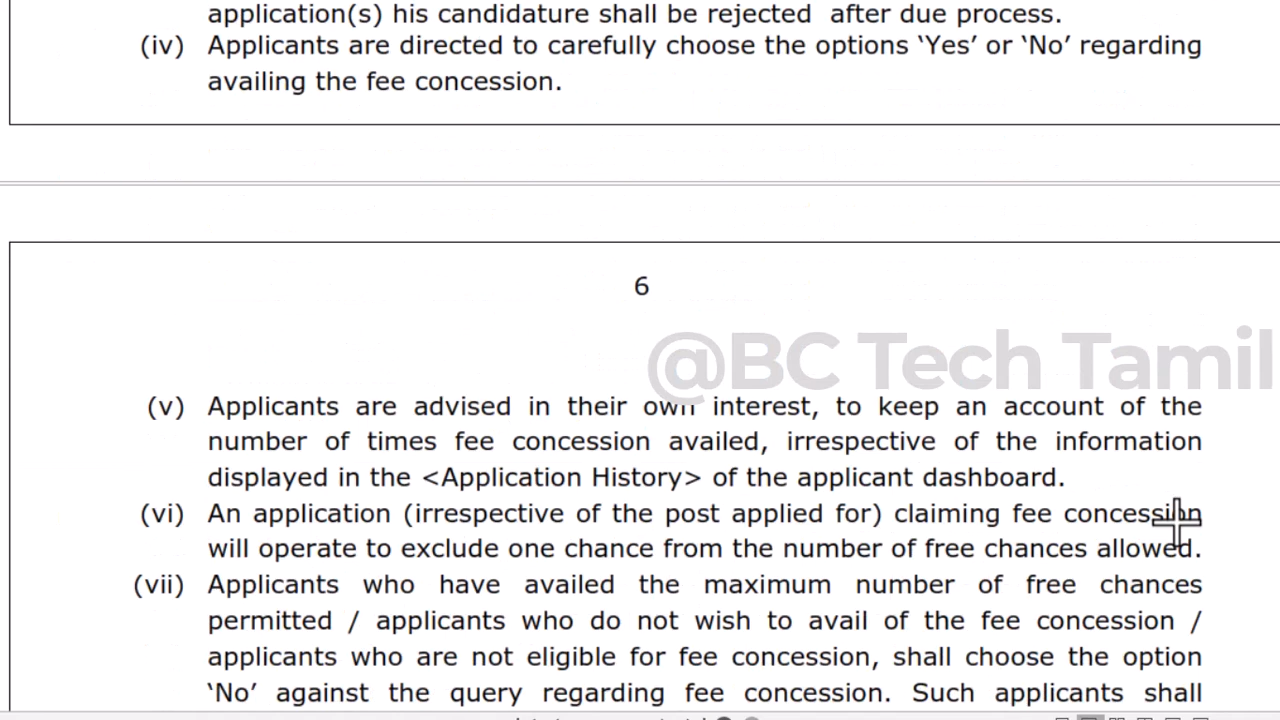 application(s) his candidature shall be rejected after due process.
(iv) Applicants are directed to carefully choose the options ‘Yes’ or ‘No’ regarding
availing the fee concession.
6
@BC Tech Tamil
(v) Applicants are advised in their own interest, to keep an account of the
number of times fee concession availed, irrespective of the information
displayed in the <Application History> of the applicant dashboard.
(vi) An application (irrespective of the post applied for) claiming fee concession
will operate to exclude one chance from the number of free chances allowed.
(vii) Applicants who have availed the maximum number of free chances
permitted / applicants who do not wish to avail of the fee concession /
applicants who are not eligible for fee concession, shall choose the option
‘No’ against the query regarding fee concession. Such applicants shall